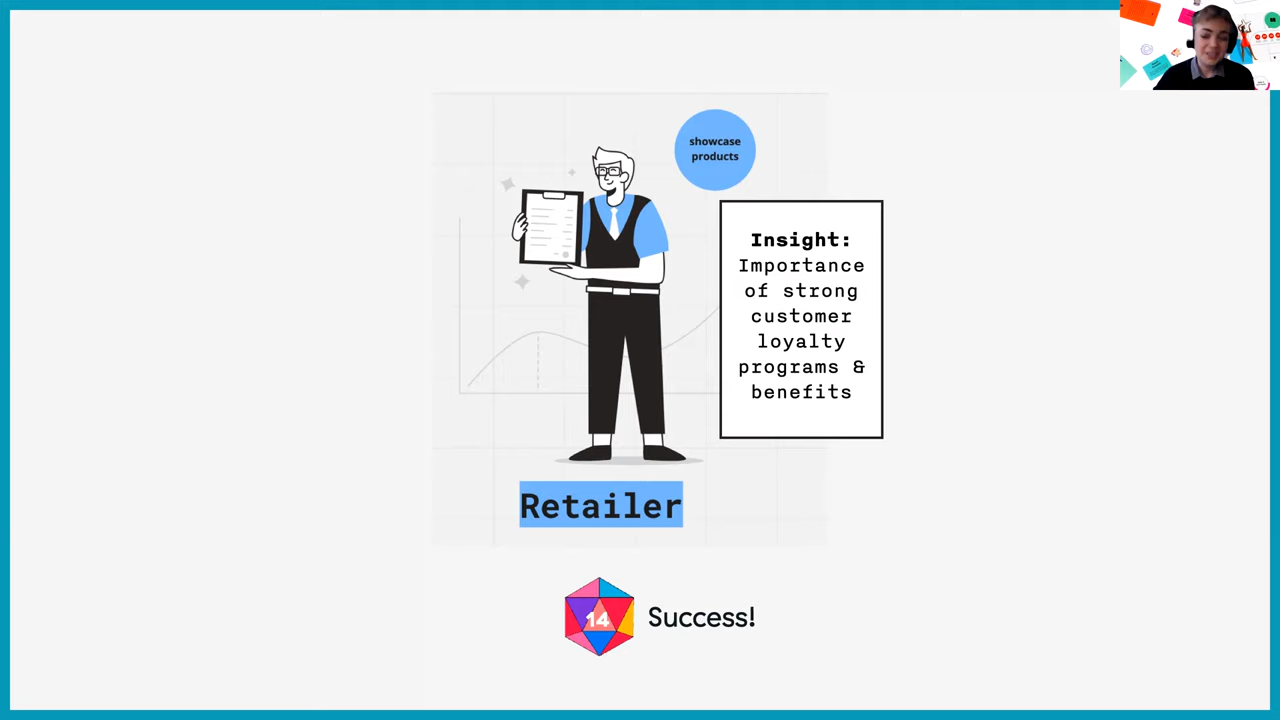 showcase
products
Insight:
Importance
of strong
customer
loyalty
programs &
benefits
Retailer
14
Success!